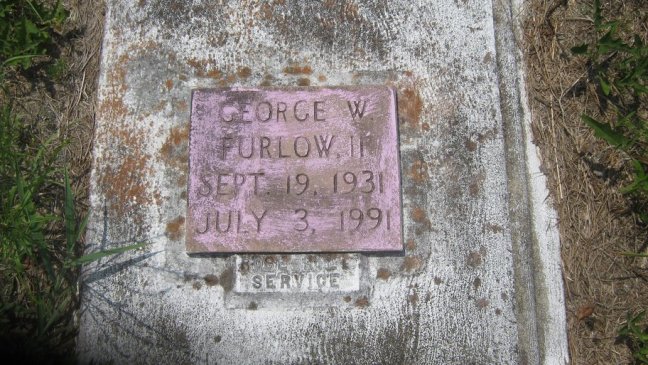 GEORGE W.
FURLOW, II
SEPT. 19, 1931
JULY 3, 1991
SERVICE